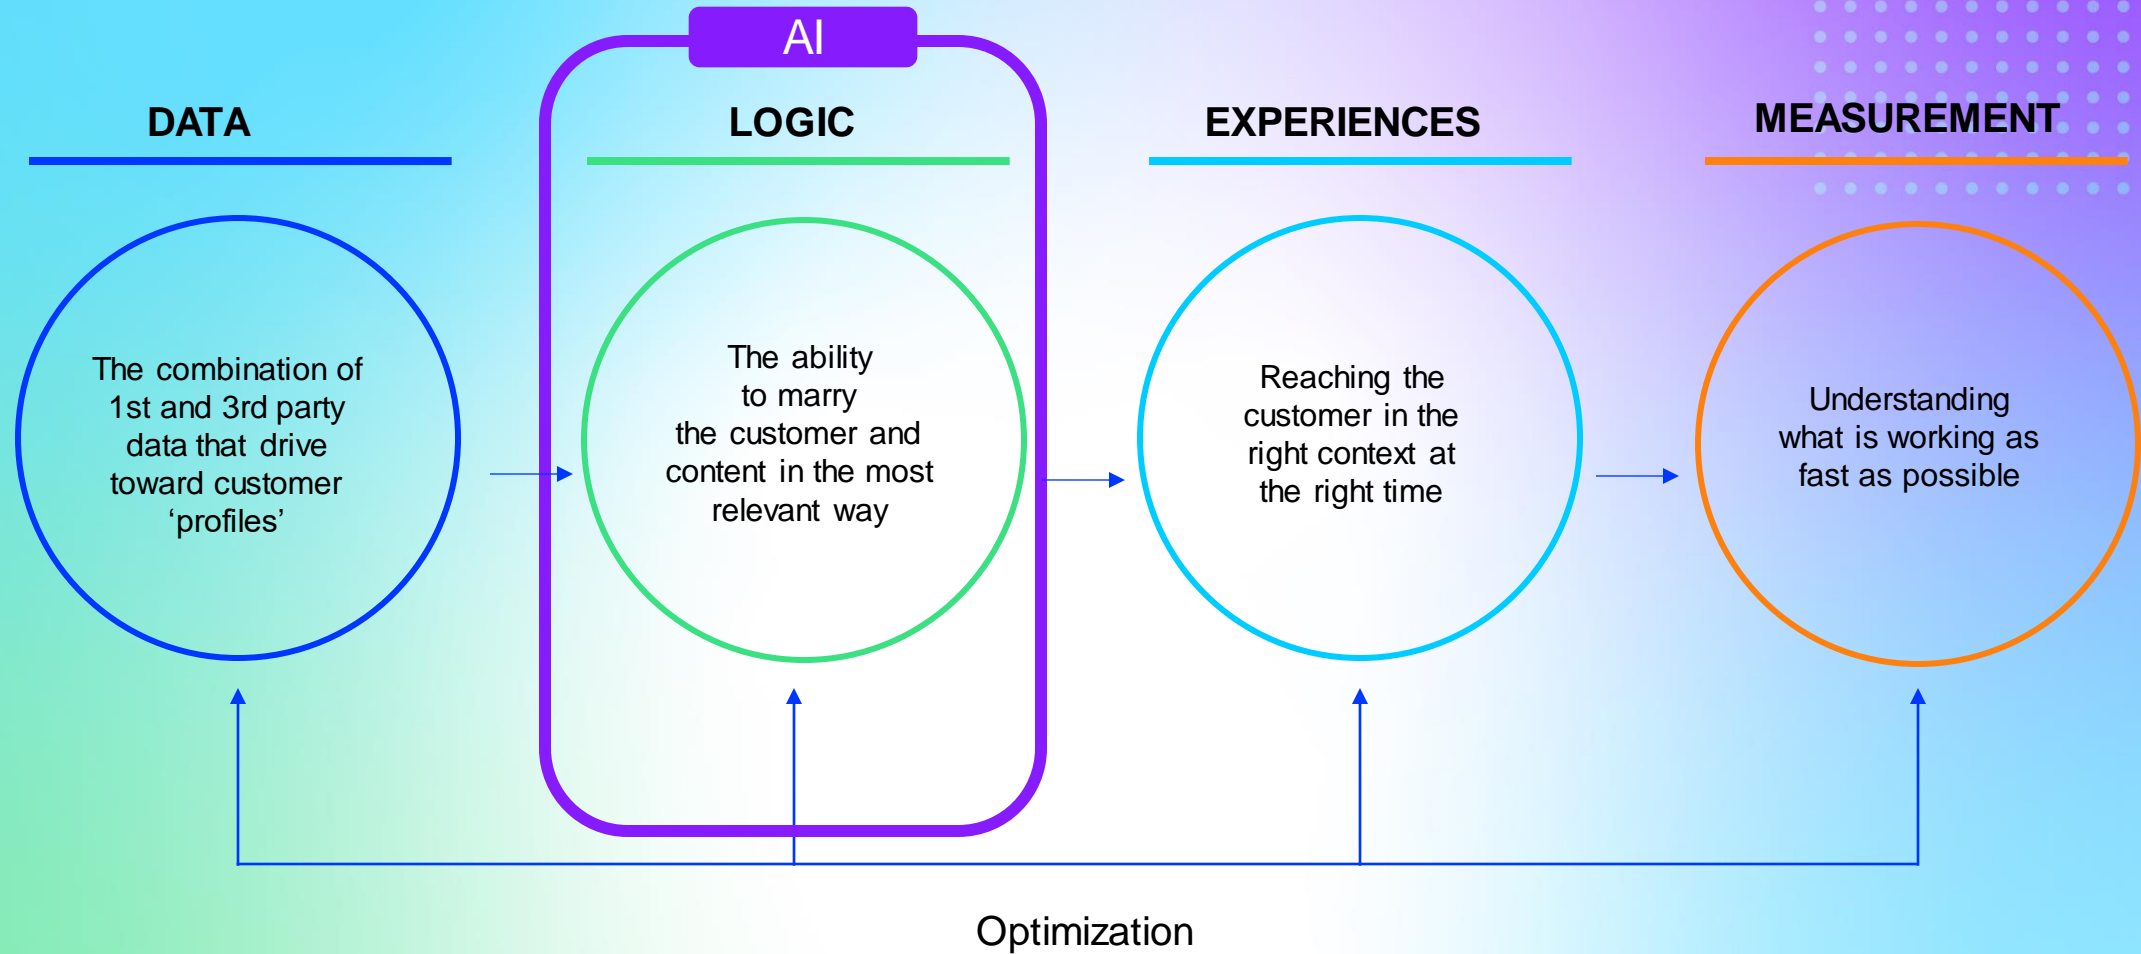 AI
DATA
LOGIC
EXPERIENCES
MEASUREMENT
The combination of
1st and 3rd party
data that drive
toward customer
‘profiles’
The ability
to marry
the customer and
content in the most
relevant way
Reaching the
customer in the
right context at
the right time
Understanding
what is working as
fast as possible
Optimization